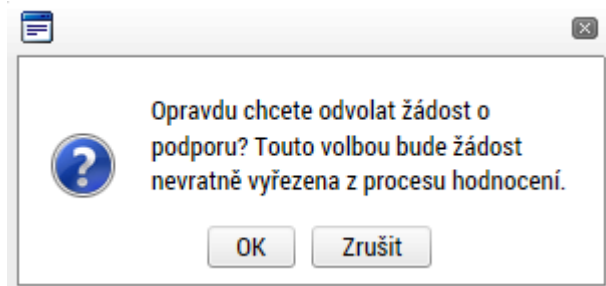 Opravdu chcete odvolat žádost o
podporu? Touto volbou bude žádost
nevratně vyřezena z procesu hodnocení.
OK Zrušit